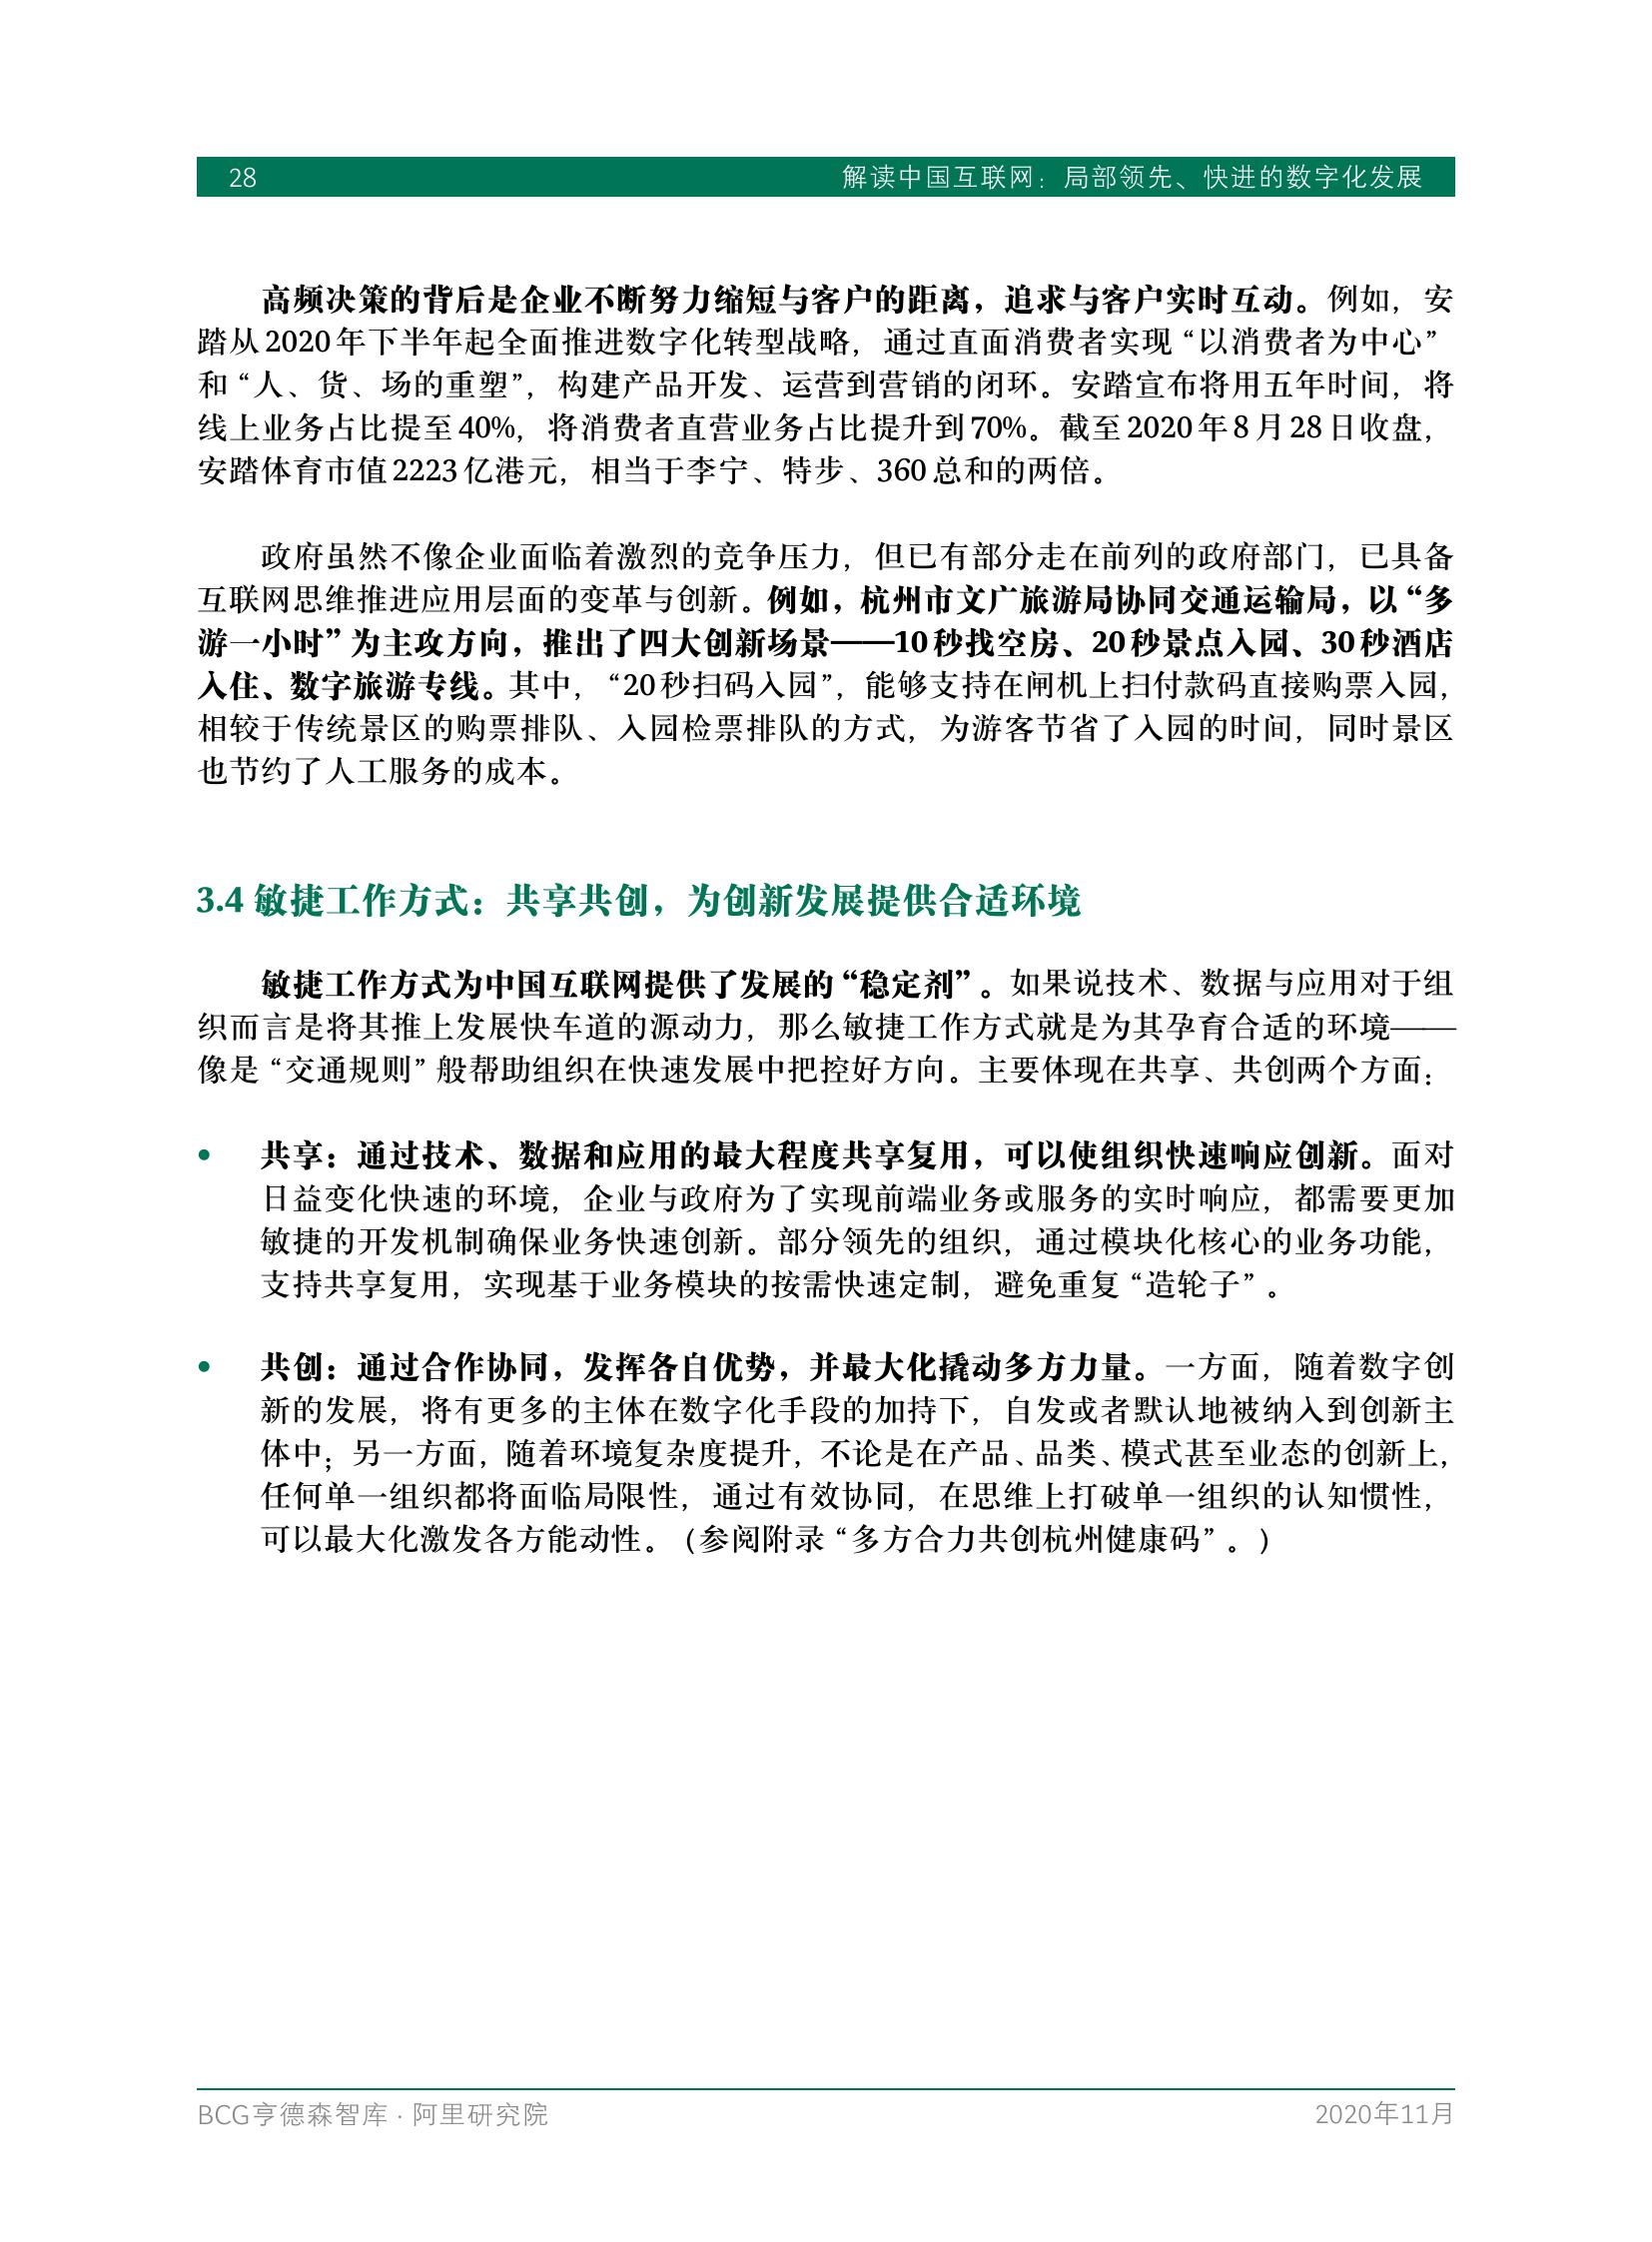 28
解读中国互联网：局部领先、快进的数字化发展
高频决策的背后是企业不断努力缩短与客户的距离，追求与客户实时互动。例如，安
踏从2020年下半年起全面推进数字化转型战略，通过直面消费者实现“以消费者为中心”
和“人、货、场的重塑”，构建产品开发、运营到营销的闭环。安踏宣布将用五年时间，将
线上业务占比提至40%，将消费者直营业务占比提升到70%。截至2020年8月28日收盘，
安踏体育市值2223亿港元，相当于李宁、特步、360总和的两倍。
政府虽然不像企业面临着激烈的竞争压力，但已有部分走在前列的政府部门，已具备
互联网思维推进应用层面的变革与创新。例如，杭州市文广旅游局协同交通运输局，以“多
游一小时”为主攻方向，推出了四大创新场景——10秒找空房、20秒景点入园、30秒酒店
入住、数字旅游专线。其中，“20秒扫码入园”，能够支持在闸机上扫付款码直接购票入园，
相较于传统景区的购票排队、入园检票排队的方式，为游客节省了入园的时间，同时景区
也节约了人工服务的成本。
3.4 敏捷工作方式：共享共创，为创新发展提供合适环境
敏捷工作方式为中国互联网提供了发展的“稳定剂”。如果说技术、数据与应用对于组
织而言是将其推上发展快车道的源动力，那么敏捷工作方式就是为其孕育合适的环境——
像是“交通规则”般帮助组织在快速发展中把控好方向。主要体现在共享、共创两个方面：
• 共享：通过技术、数据和应用的最大程度共享复用，可以使组织快速响应创新。面对
日益变化快速的环境，企业与政府为了实现前端业务或服务的实时响应，都需要更加
敏捷的开发机制确保业务快速创新。部分领先的组织，通过模块化核心的业务功能，
支持共享复用，实现基于业务模块的按需快速定制，避免重复“造轮子”。
• 共创：通过合作协同，发挥各自优势，并最大化撬动多方力量。一方面，随着数字创
新的发展，将有更多的主体在数字化手段的加持下，自发或者默认地被纳入到创新主
体中；另一方面，随着环境复杂度提升，不论是在产品、品类、模式甚至业态的创新上，
任何单一组织都将面临局限性，通过有效协同，在思维上打破单一组织的认知惯性，
可以最大化激发各方能动性。（参阅附录“多方合力共创杭州健康码”。）
BCG亨德森智库 · 阿里研究院
2020年11月